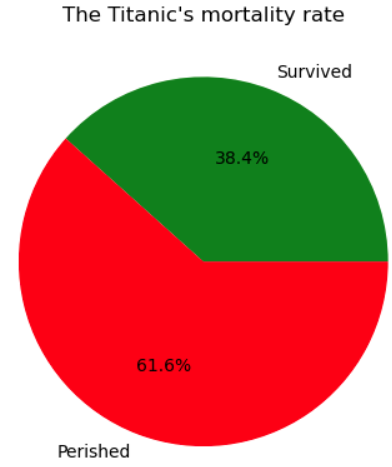 The Titanic's mortality rate
Survived
38.4%
61.6%
Perished